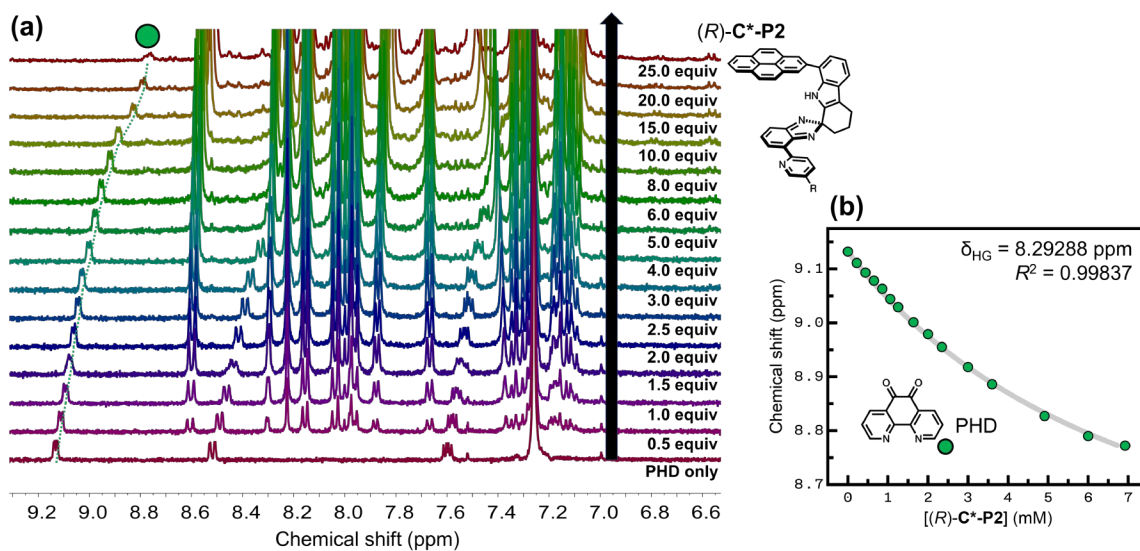 (a)
(R)-C*-P2
HN
N
N
N
R
25.0 equiv
20.0 equiv
15.0 equiv
10.0 equiv
8.0 equiv
6.0 equiv
5.0 equiv
4.0 equiv
3.0 equiv
2.5 equiv
2.0 equiv
1.5 equiv
1.0 equiv
0.5 equiv
PHD only
9.2 9.0 8.8 8.6 8.4 8.2 8.0 7.8 7.6 7.4 7.2 7.0 6.8 6.6
Chemical shift (ppm)
(b)
δHG = 8.29288 ppm
R² = 0.99837
9.1
9.0
8.9
8.8
8.7
Chemical shift (ppm)
O O
N N
PHD
0 1 2 3 4 5 6 7
[(R)-C*-P2] (mM)